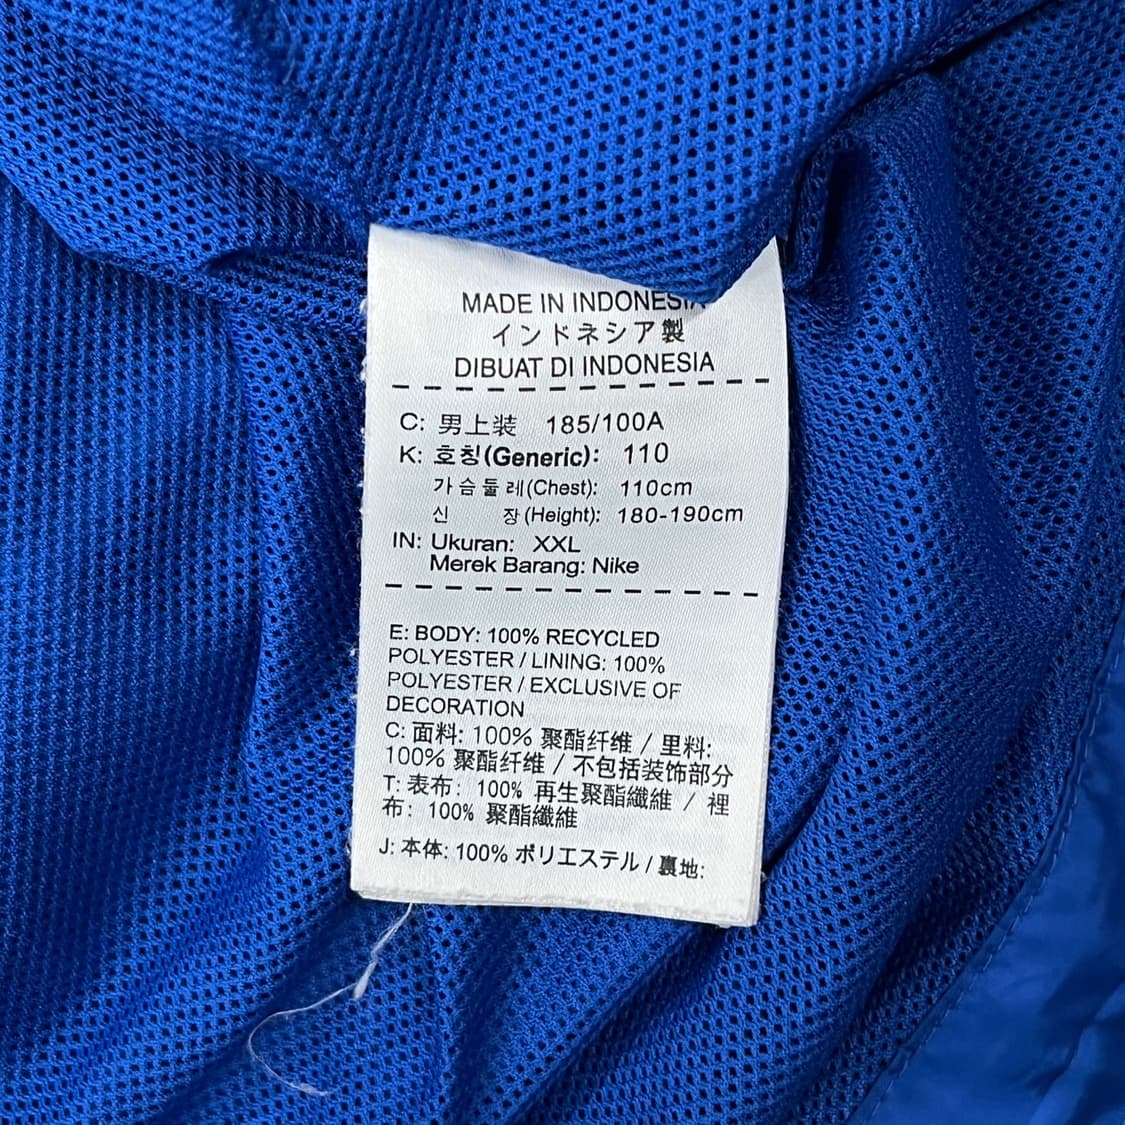 MADE IN INDONESIA
インドネシア製
DIBUAT DI INDONESIA
C: 男上装 185/100A
K: 호칭(Generic): 110
가슴둘레(Chest): 110cm
신 장(Height): 180-190cm
IN: Ukuran: XXL
Merek Barang: Nike
E: BODY: 100% RECYCLED
POLYESTER / LINING: 100%
POLYESTER / EXCLUSIVE OF
DECORATION
C: 面料: 100% 聚酯纤维 / 里料:
100% 聚酯纤维 / 不包括装饰部分
T: 表布: 100% 再生聚酯纖維 / 裡
布: 100% 聚酯纖維
J: 本体: 100% ポリエステル / 裏地: